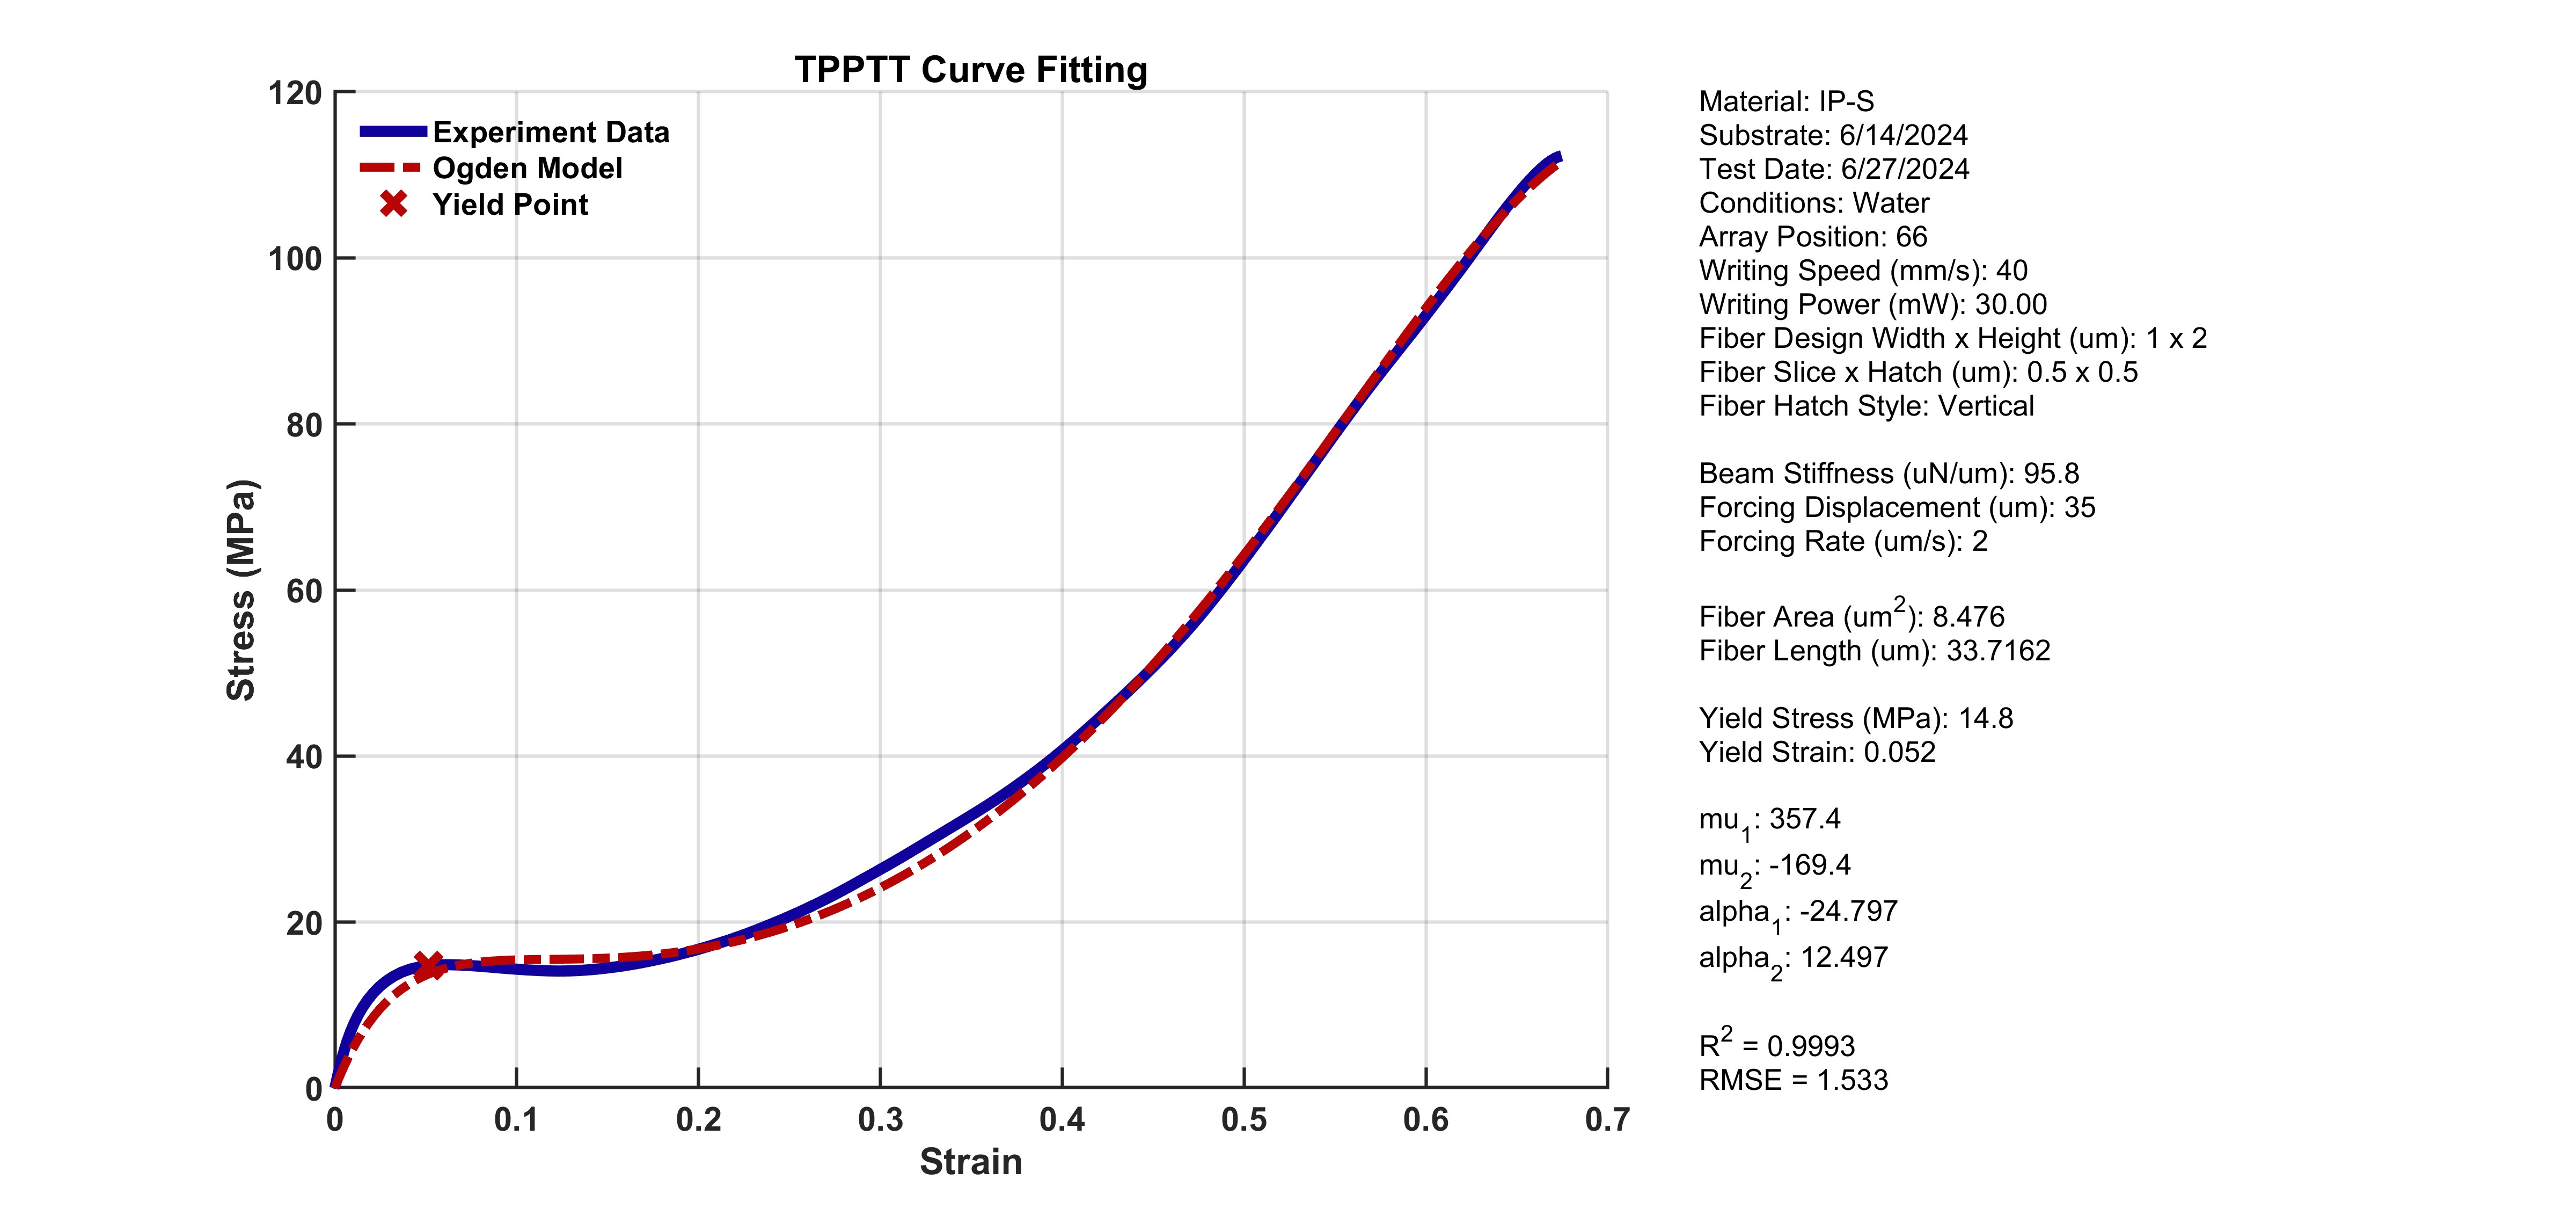 TPPTT Curve Fitting
120
100
80
60
40
20
0
Stress (MPa)
Experiment Data
Ogden Model
Yield Point
0 0.1 0.2 0.3 0.4 0.5 0.6 0.7
Strain
Material: IP-S
Substrate: 6/14/2024
Test Date: 6/27/2024
Conditions: Water
Array Position: 66
Writing Speed (mm/s): 40
Writing Power (mW): 30.00
Fiber Design Width x Height (um): 1 x 2
Fiber Slice x Hatch (um): 0.5 x 0.5
Fiber Hatch Style: Vertical
Beam Stiffness (uN/um): 95.8
Forcing Displacement (um): 35
Forcing Rate (um/s): 2
Fiber Area (um²): 8.476
Fiber Length (um): 33.7162
Yield Stress (MPa): 14.8
Yield Strain: 0.052
mu₁: 357.4
mu₂: -169.4
alpha₁: -24.797
alpha₂: 12.497
R² = 0.9993
RMSE = 1.533